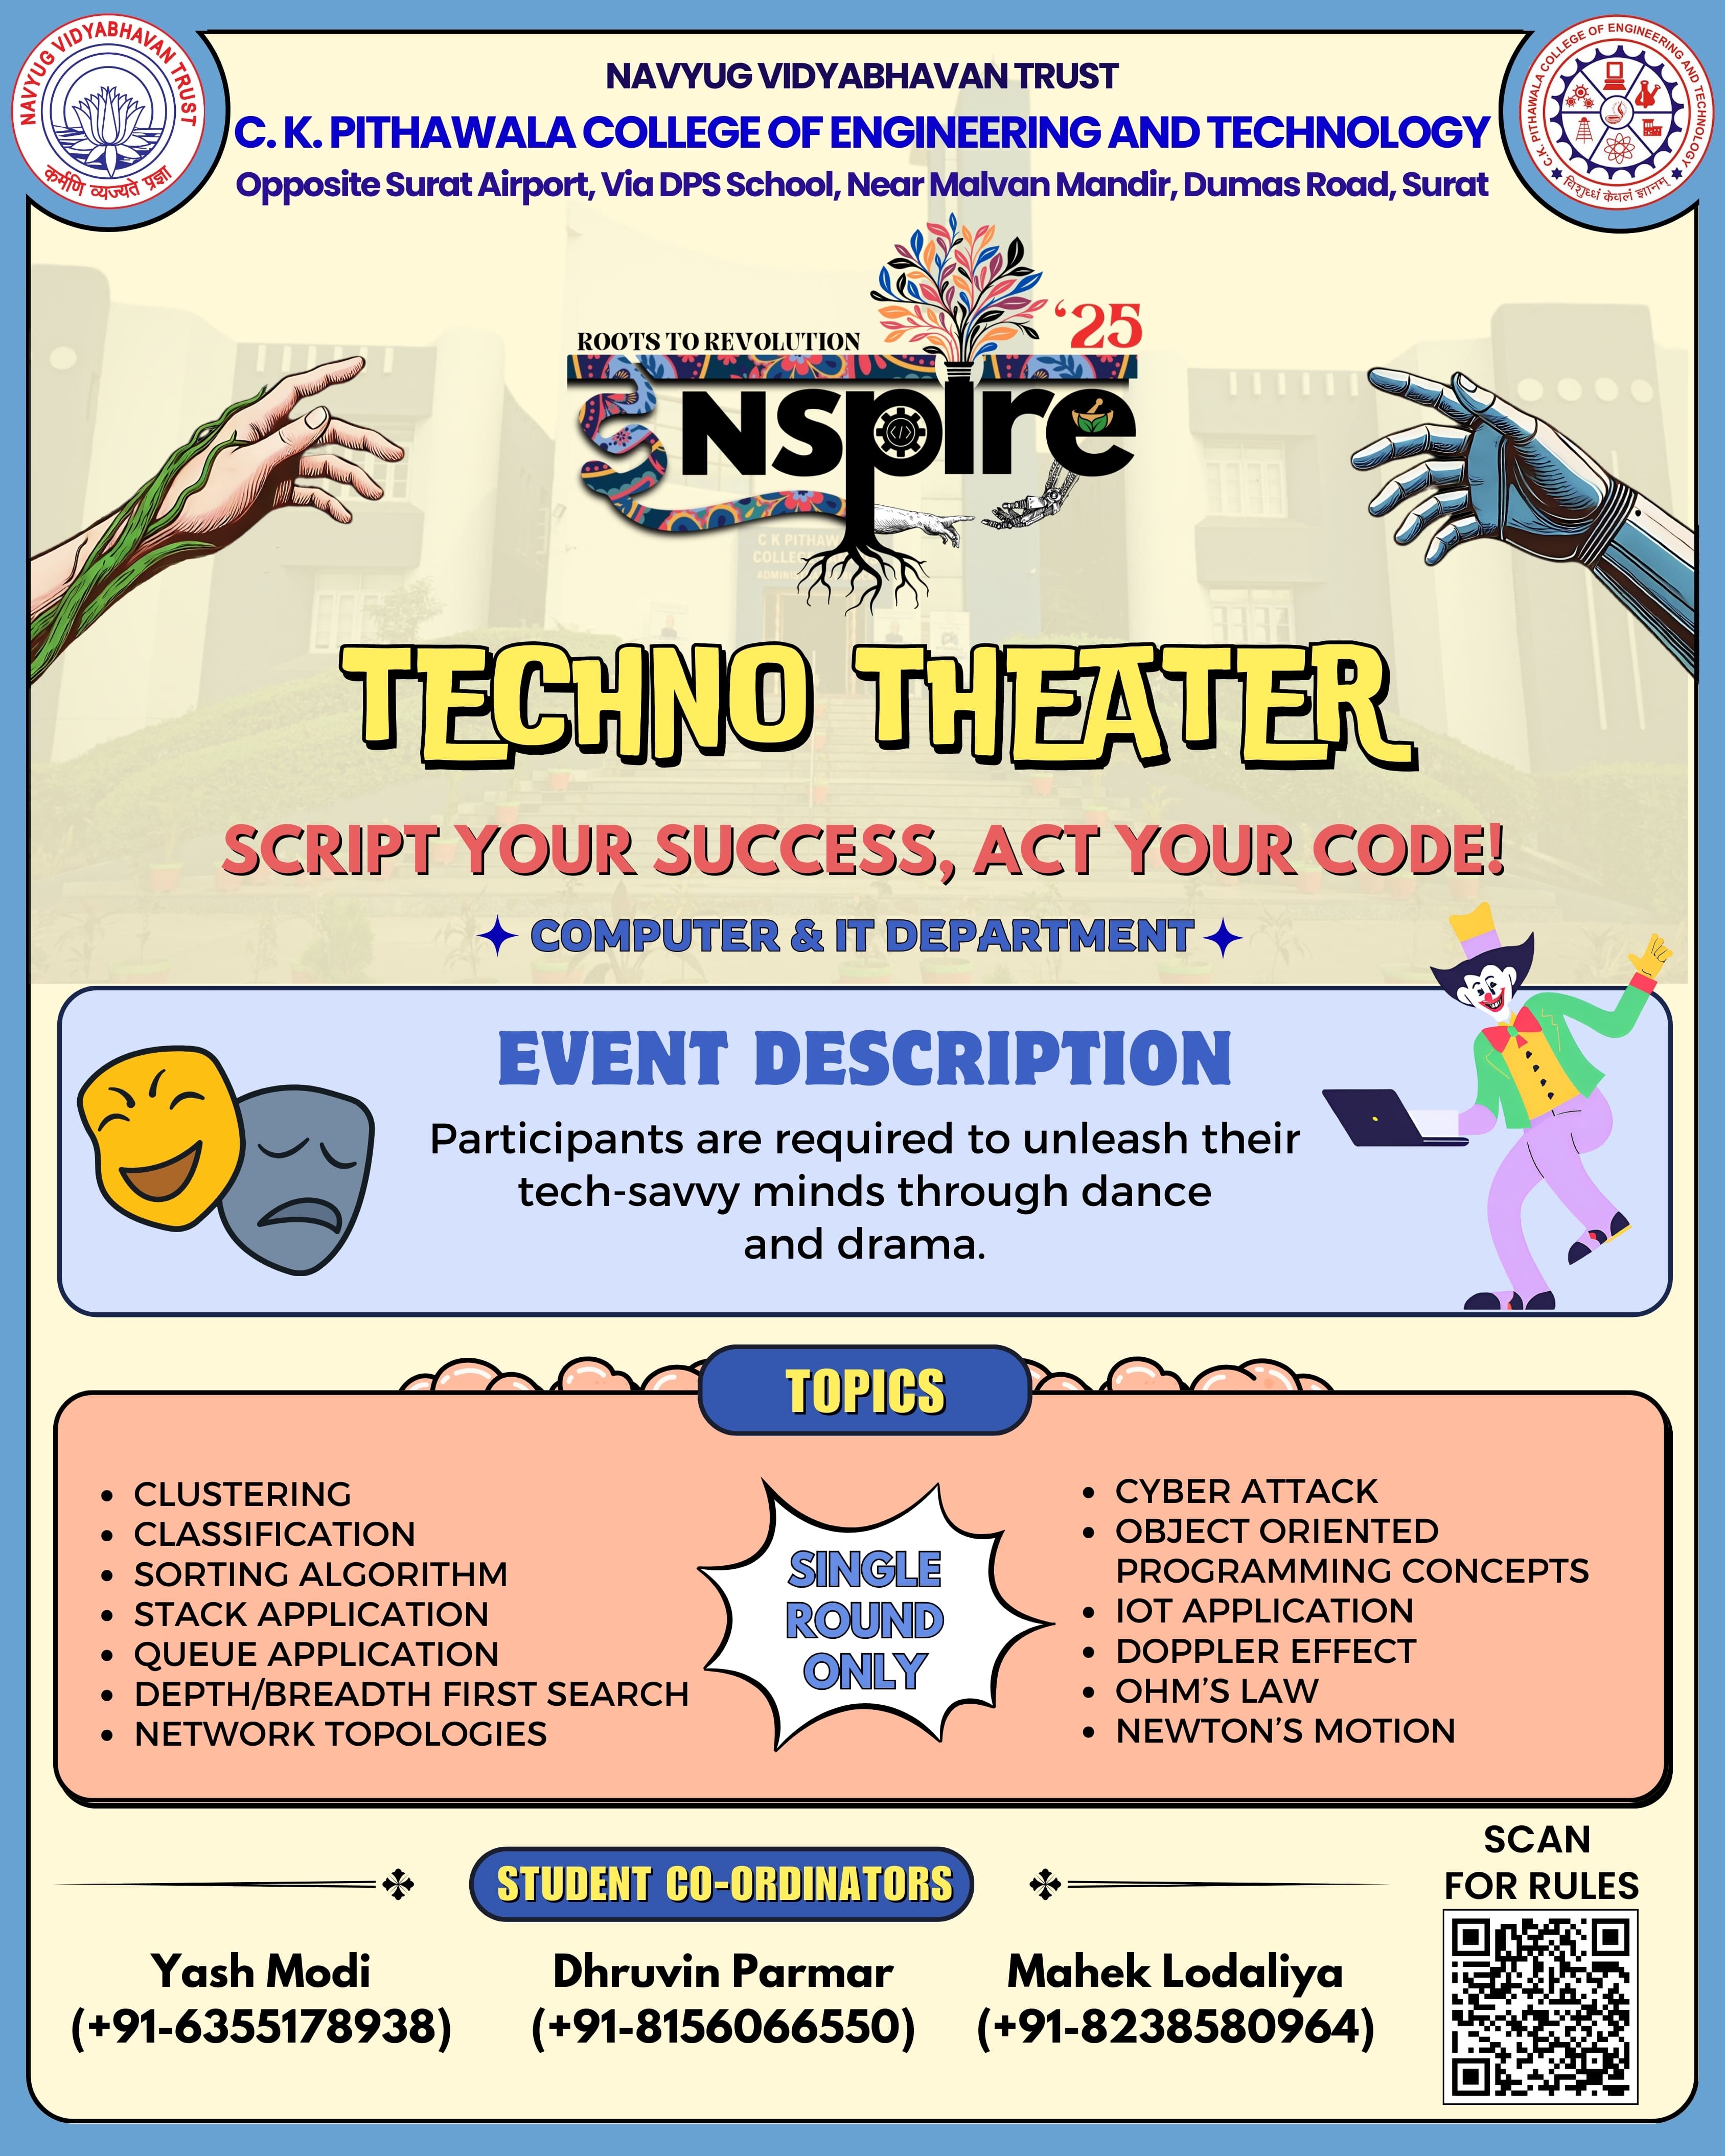 NAVYUG VIDYABHAVAN TRUST
कर्मणि व्यज्यते प्रज्ञा
C. K. PITHAWALA COLLEGE OF ENGINEERING AND TECHNOLOGY
विशुध्धं केवलं ज्ञानम्
NAVYUG VIDYABHAVAN TRUST
C. K. PITHAWALA COLLEGE OF ENGINEERING AND TECHNOLOGY
Opposite Surat Airport, Via DPS School, Near Malvan Mandir, Dumas Road, Surat
ROOTS TO REVOLUTION
‘25
ઇNSpIre
C K PITHAW
COLLEGE
TECHNO THEATER
SCRIPT YOUR SUCCESS, ACT YOUR CODE!
COMPUTER & IT DEPARTMENT
EVENT DESCRIPTION
Participants are required to unleash their
tech-savvy minds through dance
and drama.
TOPICS
• CLUSTERING
• CLASSIFICATION
• SORTING ALGORITHM
• STACK APPLICATION
• QUEUE APPLICATION
• DEPTH/BREADTH FIRST SEARCH
• NETWORK TOPOLOGIES
SINGLE
ROUND
ONLY
• CYBER ATTACK
• OBJECT ORIENTED
PROGRAMMING CONCEPTS
• IOT APPLICATION
• DOPPLER EFFECT
• OHM’S LAW
• NEWTON’S MOTION
STUDENT CO-ORDINATORS
Yash Modi
(+91-6355178938)
Dhruvin Parmar
(+91-8156066550)
Mahek Lodaliya
(+91-8238580964)
SCAN
FOR RULES